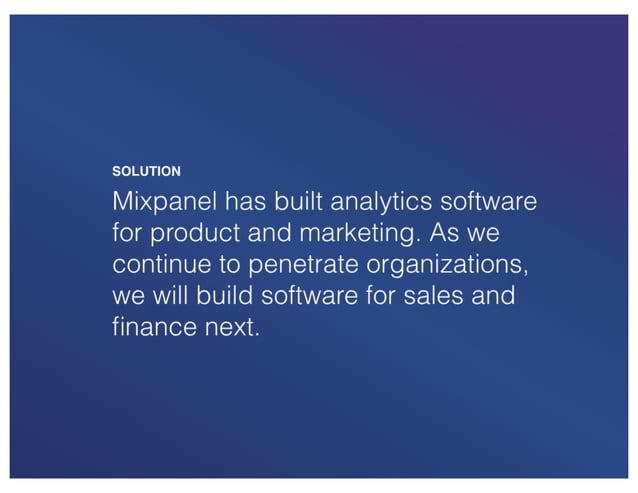 SOLUTION
Mixpanel has built analytics software
for product and marketing. As we
continue to penetrate organizations,
we will build software for sales and
finance next.